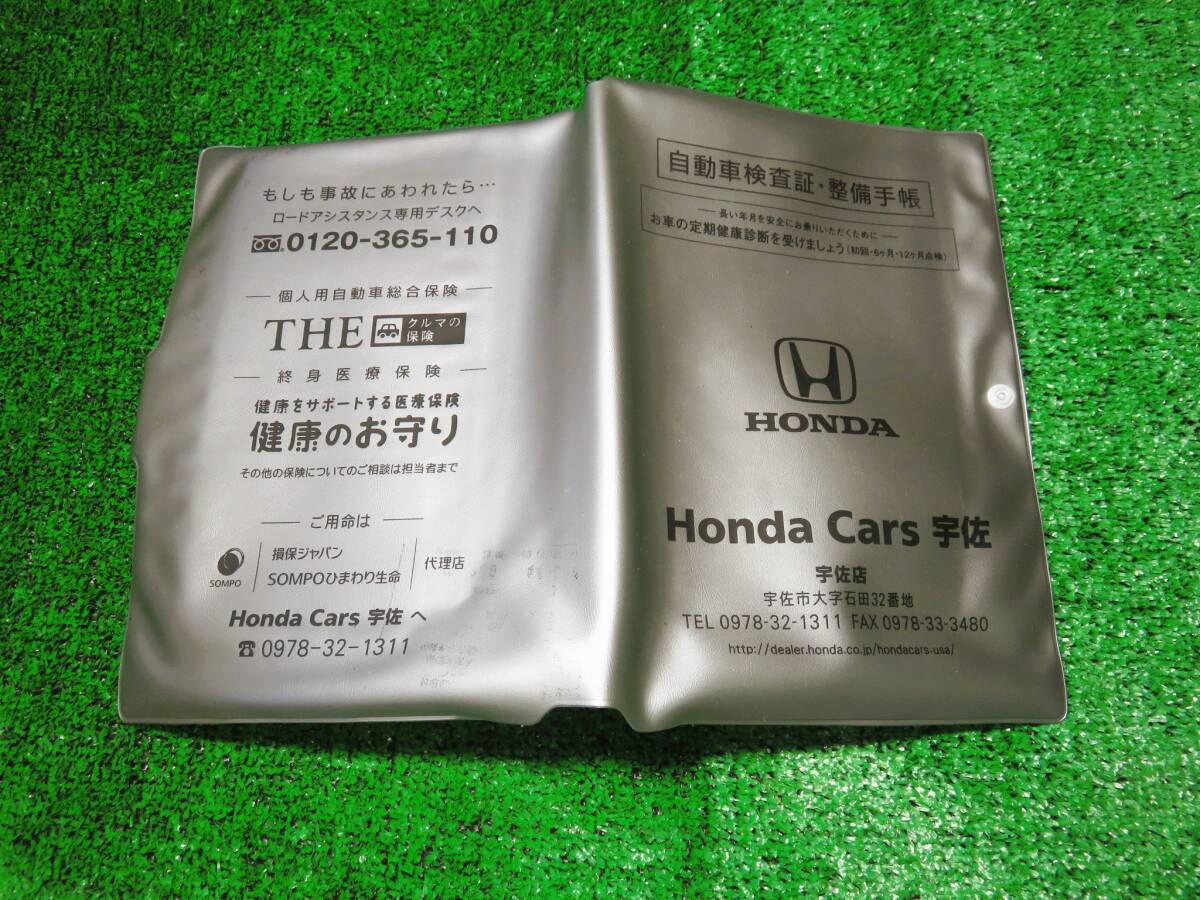 もしも事故にあわれたら…
ロードアシスタンス専用デスクへ
0120-365-110
個人用自動車総合保険
THE クルマの保険
終身医療保険
健康をサポートする医療保険
健康のお守り
その他の保険についてのご相談は担当者まで
ご用命は
SOMPO
損保ジャパン
SOMPOひまわり生命
代理店
Honda Cars 宇佐 へ
☎ 0978-32-1311
自動車検査証・整備手帳
長い年月を安全にお乗りいただくために
お車の定期健康診断を受けましょう(初回・6ヶ月・12ヶ月点検)
HONDA
Honda Cars 宇佐
宇佐店
宇佐市大字石田32番地
TEL 0978-32-1311 FAX 0978-33-3480
http://dealer.honda.co.jp/hondacars-usa/